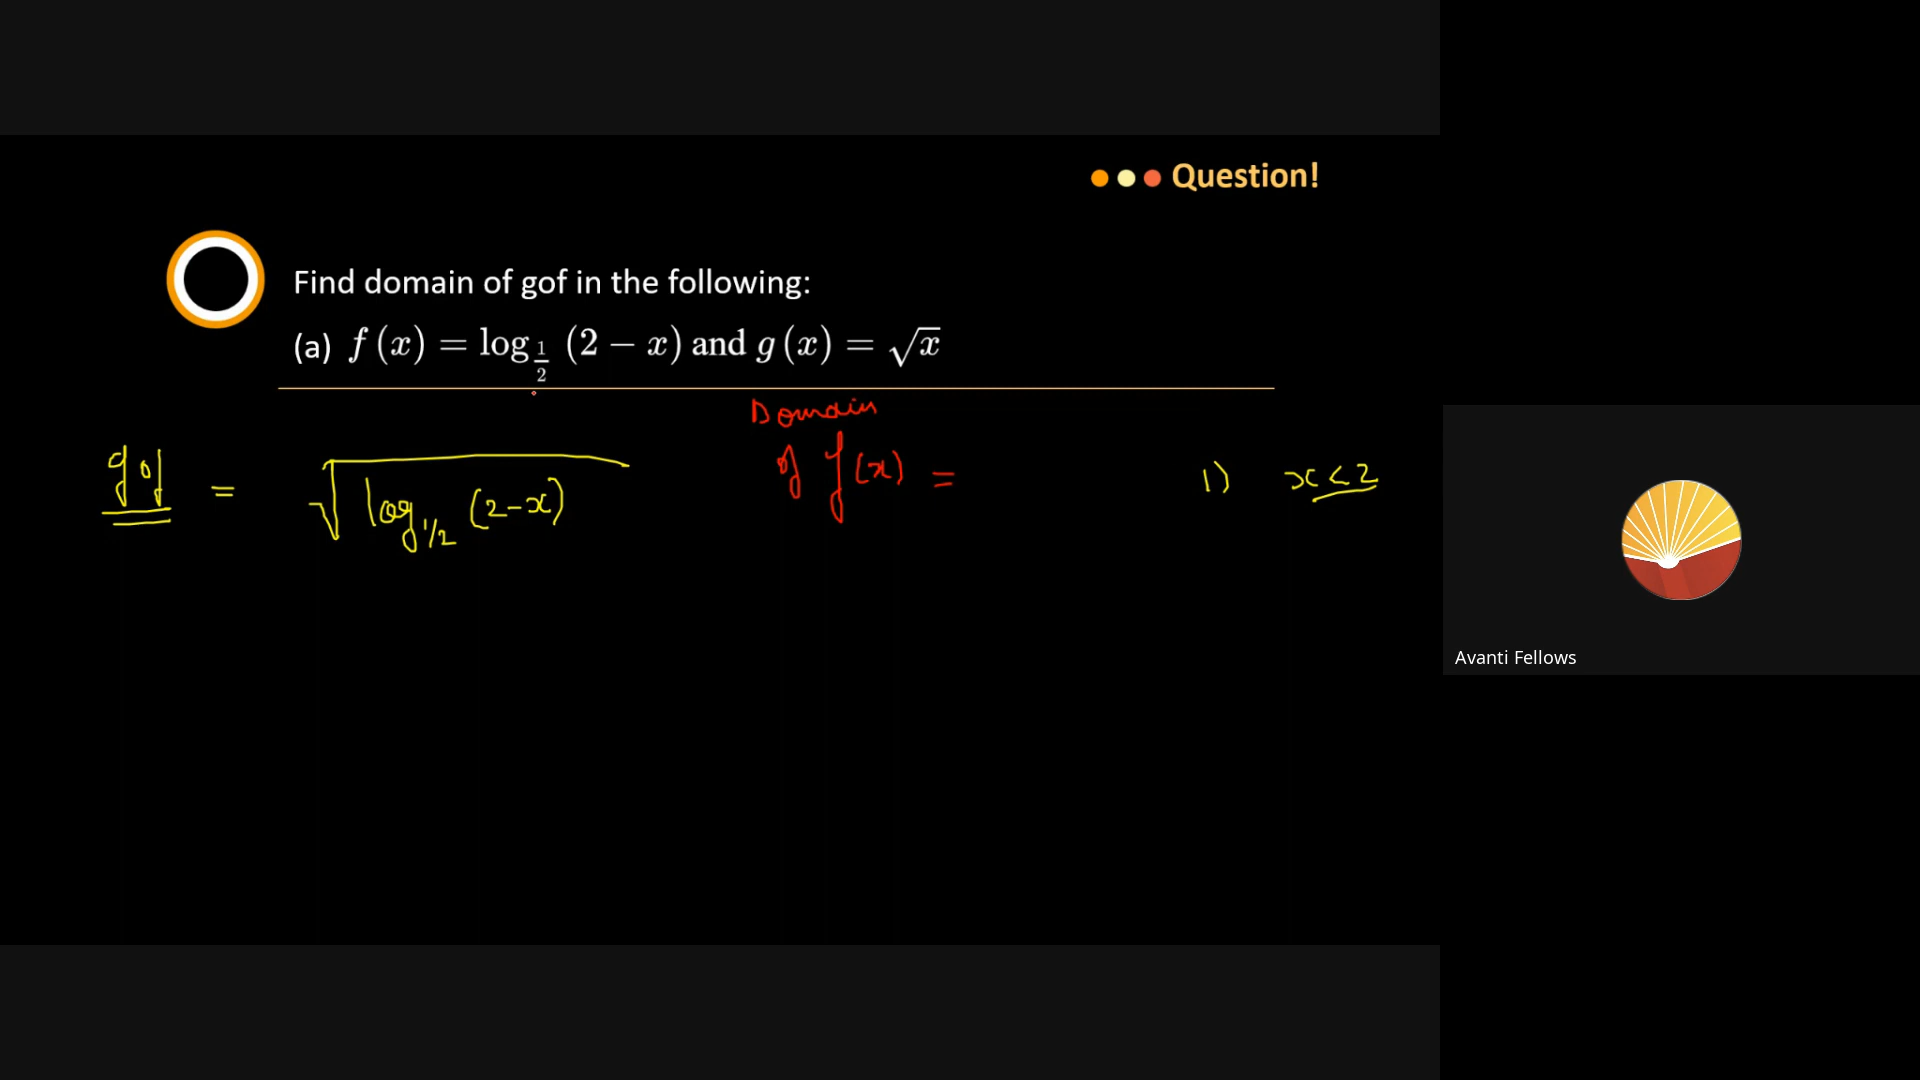 Question!
Find domain of gof in the following:
(a) f (x) = log_{1/2} (2 − x) and g (x) = √x
Domain
of f(x) =
gof = √(log_{1/2} (2-x))
1) x<2
Avanti Fellows